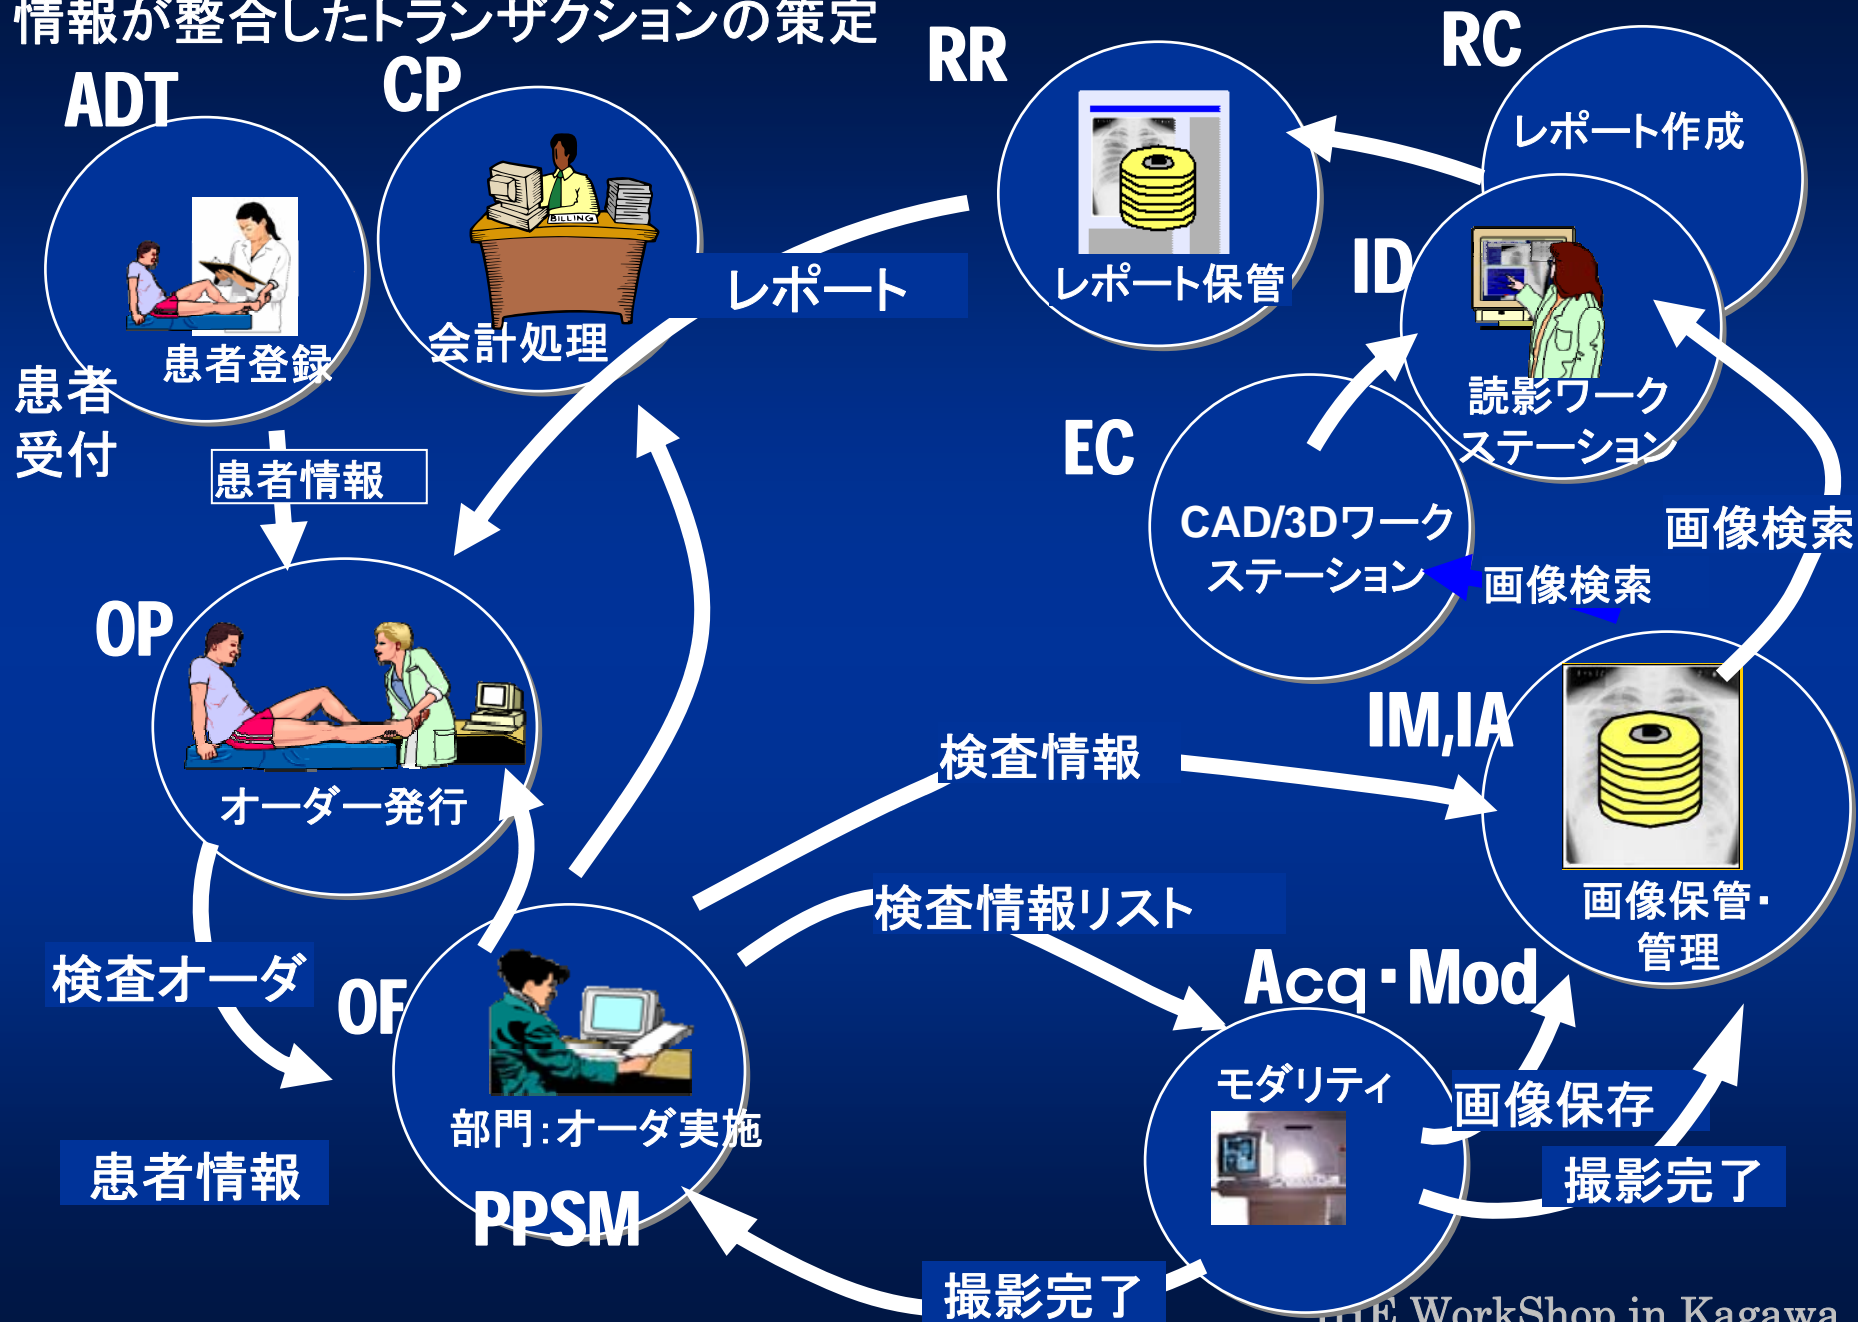 情報が整合したトランザクションの策定
ADT
CP
RR
RC
レポート作成
BILLING
レポート
レポート保管
ID
会計処理
患者登録
患者
受付
読影ワーク
ステーション
EC
患者情報
CAD/3Dワーク
ステーション
画像検索
画像検索
OP
IM,IA
検査情報
オーダー発行
検査情報リスト
画像保管・
管理
検査オーダ
OF
Acq・Mod
モダリティ
画像保存
部門:オーダ実施
患者情報
撮影完了
PPSM
撮影完了
IHE WorkShop in Kagawa